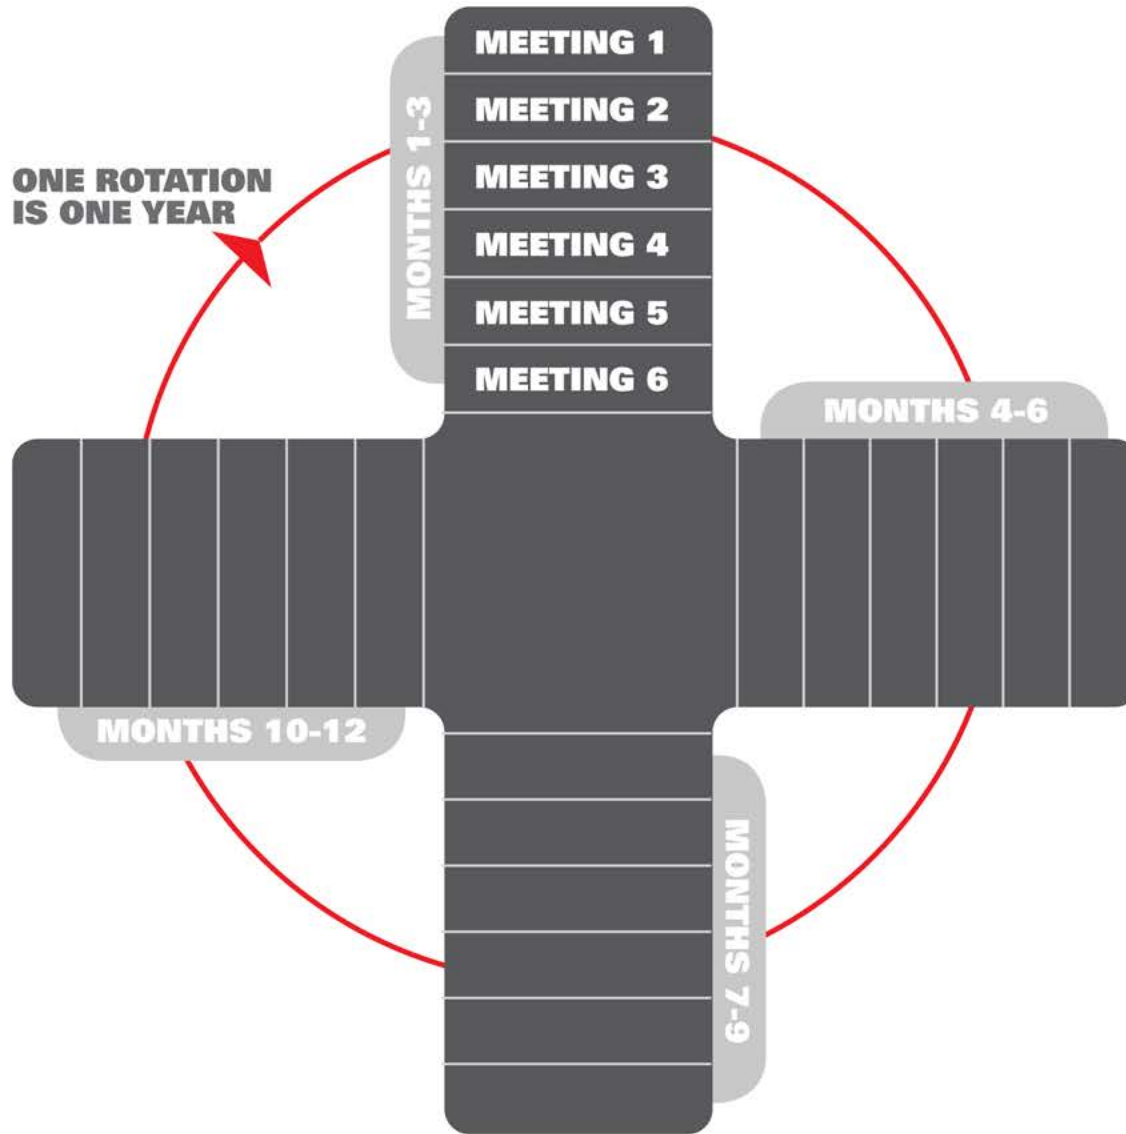 MEETING 1
MEETING 2
MEETING 3
MEETING 4
MEETING 5
MEETING 6
MONTHS 1-3
ONE ROTATION
IS ONE YEAR
MONTHS 4-6
MONTHS 10-12
MONTHS 7-9